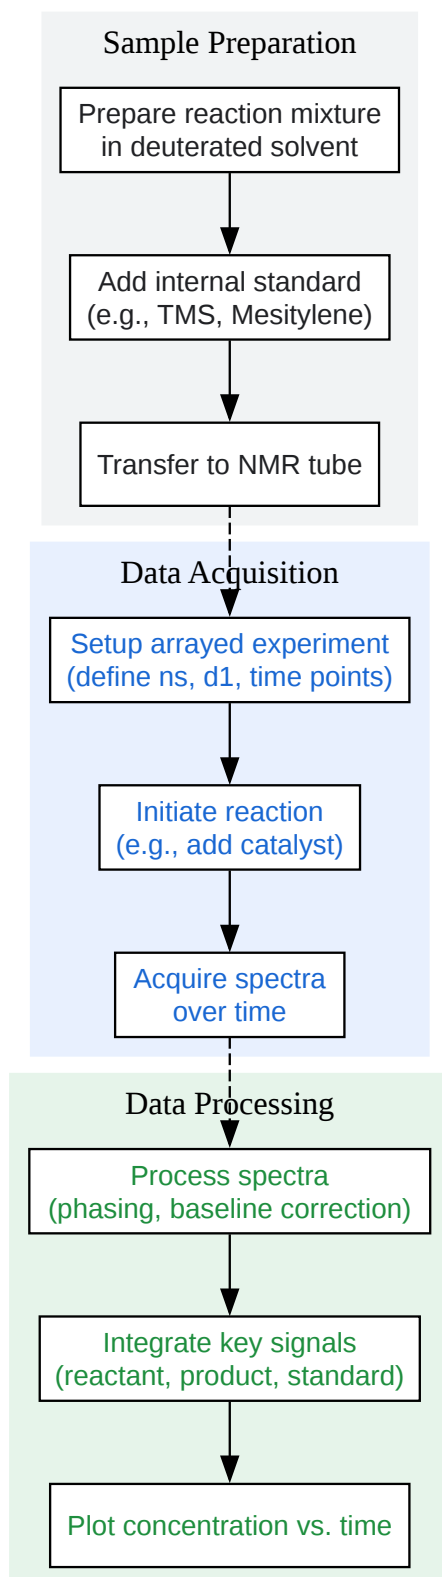 Sample Preparation
Prepare reaction mixture
in deuterated solvent
Add internal standard
(e.g., TMS, Mesitylene)
Transfer to NMR tube
Data Acquisition
Setup arrayed experiment
(define ns, d1, time points)
Initiate reaction
(e.g., add catalyst)
Acquire spectra
over time
Data Processing
Process spectra
(phasing, baseline correction)
Integrate key signals
(reactant, product, standard)
Plot concentration vs. time